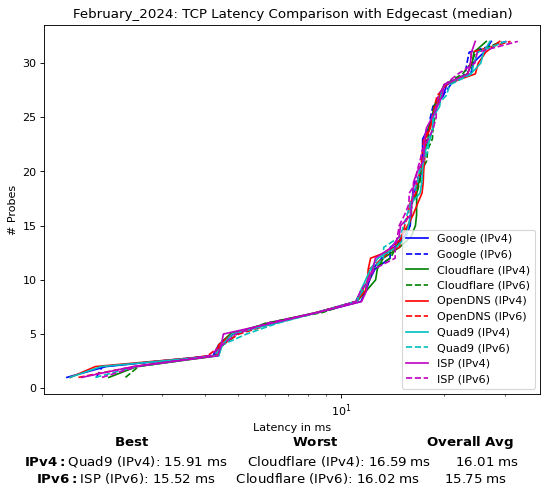 February_2024: TCP Latency Comparison with Edgecast (median)
# Probes
30
25
20
15
10
5
0
Google (IPv4)
Google (IPv6)
Cloudflare (IPv4)
Cloudflare (IPv6)
OpenDNS (IPv4)
OpenDNS (IPv6)
Quad9 (IPv4)
Quad9 (IPv6)
ISP (IPv4)
ISP (IPv6)
10¹
Latency in ms
Best Worst Overall Avg
IPv4: Quad9 (IPv4): 15.91 ms Cloudflare (IPv4): 16.59 ms 16.01 ms
IPv6: ISP (IPv6): 15.52 ms Cloudflare (IPv6): 16.02 ms 15.75 ms